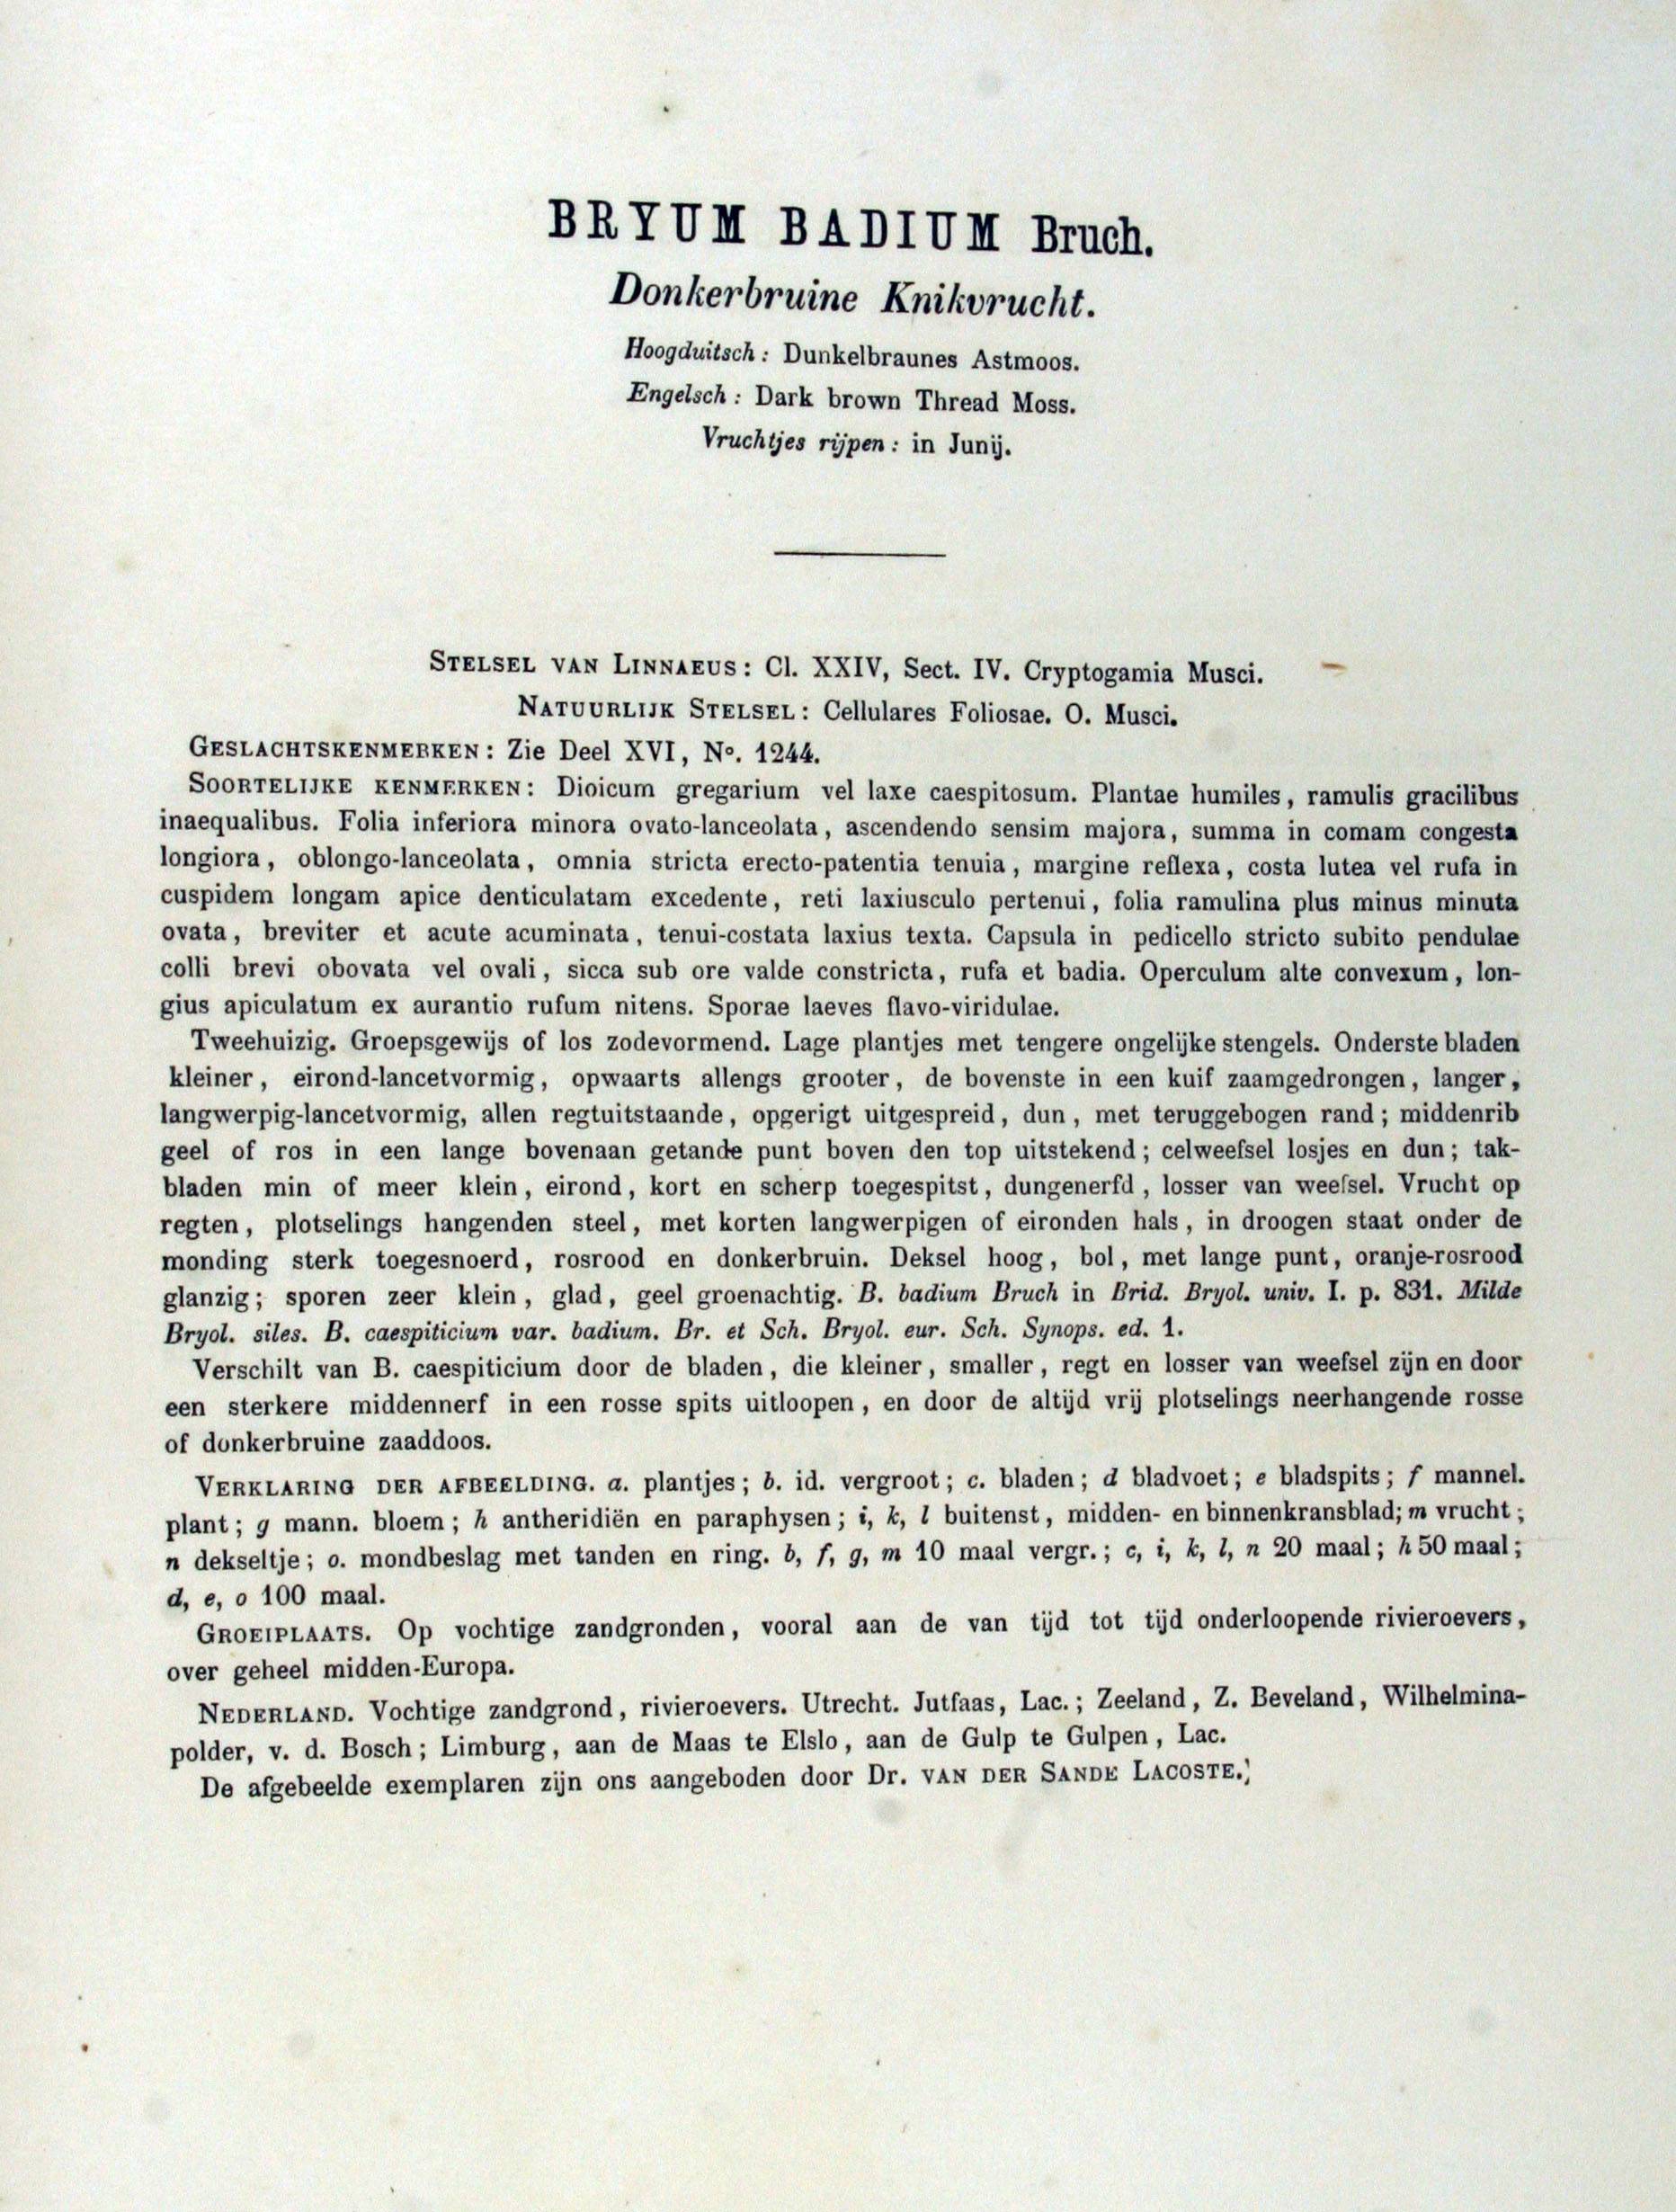 BRYUM BADIUM Bruch.
Donkerbruine Knikvrucht.
Hoogduitsch: Dunkelbraunes Astmoos.
Engelsch: Dark brown Thread Moss.
Vruchtjes rijpen: in Junij.
STELSEL VAN LINNAEUS: Cl. XXIV, Sect. IV. Cryptogamia Musci.
NATUURLIJK STELSEL: Cellulares Foliosae. O. Musci.
GESLACHTSKENMERKEN: Zie Deel XVI, No. 1244.
SOORTELIJKE KENMERKEN: Dioicum gregarium vel laxe caespitosum. Plantae humiles, ramulis gracilibus
inaequalibus. Folia inferiora minora ovato-lanceolata, ascendendo sensim majora, summa in comam congesta
longiora, oblongo-lanceolata, omnia stricta erecto-patentia tenuia, margine reflexa, costa lutea vel rufa in
cuspidem longam apice denticulatam excedente, reti laxiusculo pertenui, folia ramulina plus minus minuta
ovata, breviter et acute acuminata, tenui-costata laxius texta. Capsula in pedicello stricto subito pendulae
colli brevi obovata vel ovali, sicca sub ore valde constricta, rufa et badia. Operculum alte convexum, lon-
gius apiculatum ex aurantio rufum nitens. Sporae laeves flavo-viridulae.
Tweehuizig. Groepsgewijs of los zodevormend. Lage plantjes met tengere ongelijke stengels. Onderste bladen
kleiner, eirond-lancetvormig, opwaarts allengs grooter, de bovenste in een kuif zaamgedrongen, langer,
langwerpig-lancetvormig, allen regtuitstaande, opgerigt uitgespreid, dun, met teruggebogen rand; middenrib
geel of ros in een lange bovenaan getande punt boven den top uitstekend; celweefsel losjes en dun; tak-
bladen min of meer klein, eirond, kort en scherp toegespitst, dungenerfd, losser van weefsel. Vrucht op
regten, plotselings hangenden steel, met korten langwerpigen of eironden hals, in droogen staat onder de
monding sterk toegesnoerd, rosrood en donkerbruin. Deksel hoog, bol, met lange punt, oranje-rosrood
glanzig; sporen zeer klein, glad, geel groenachtig. B. badium Bruch in Brid. Bryol. univ. I. p. 831. Milde
Bryol. siles. B. caespiticium var. badium. Br. et Sch. Bryol. eur. Sch. Synops. ed. 1.
Verschilt van B. caespiticium door de bladen, die kleiner, smaller, regt en losser van weefsel zijn en door
een sterkere middennerf in een rosse spits uitloopen, en door de altijd vrij plotselings neerhangende rosse
of donkerbruine zaaddoos.
VERKLARING DER AFBEELDING. a. plantjes; b. id. vergroot; c. bladen; d bladvoet; e bladspits; f mannel.
plant; g mann. bloem; h antheridiën en paraphysen; i, k, l buitenst, midden- en binnenkransblad; m vrucht;
n dekseltje; o. mondbeslag met tanden en ring. b, f, g, m 10 maal vergr.; c, i, k, l, n 20 maal; h 50 maal;
d, e, o 100 maal.
GROEIPLAATS. Op vochtige zandgronden, vooral aan de van tijd tot tijd onderloopende rivieroevers,
over geheel midden-Europa.
NEDERLAND. Vochtige zandgrond, rivieroevers. Utrecht. Jutfaas, Lac.; Zeeland, Z. Beveland, Wilhelmina-
polder, v. d. Bosch; Limburg, aan de Maas te Elslo, aan de Gulp te Gulpen, Lac.
De afgebeelde exemplaren zijn ons aangeboden door Dr. VAN DER SANDE LACOSTE.